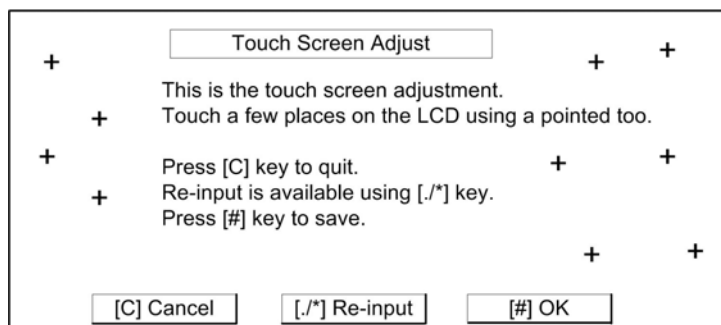 Touch Screen Adjust
This is the touch screen adjustment.
Touch a few places on the LCD using a pointed too.
Press [C] key to quit.
Re-input is available using [./*] key.
Press [#] key to save.
[C] Cancel [./*] Re-input [#] OK